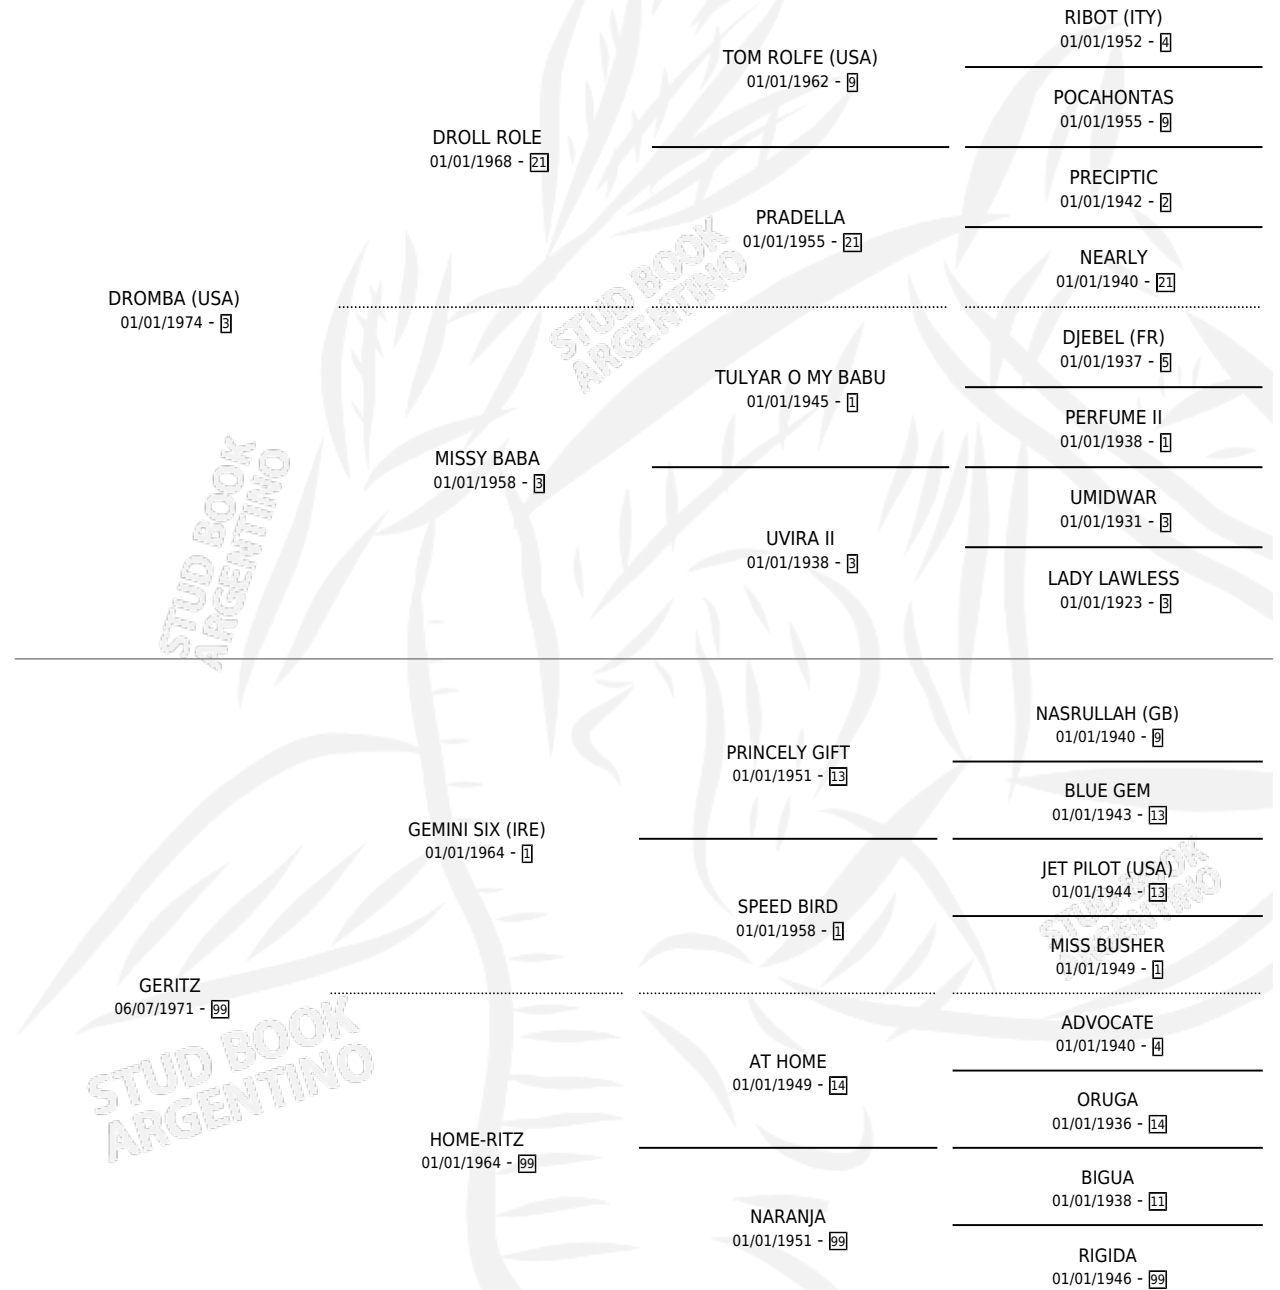 RIBOT (ITY)
01/01/1952 - 4
TOM ROLFE (USA)
01/01/1962 - 9
POCAHONTAS
01/01/1955 - 9
DROLL ROLE
01/01/1968 - 21
PRECIPTIC
01/01/1942 - 2
PRADELLA
01/01/1955 - 21
NEARLY
01/01/1940 - 21
DROMBA (USA)
01/01/1974 - 3
DJEBEL (FR)
01/01/1937 - 5
TULYAR O MY BABU
01/01/1945 - 1
PERFUME II
01/01/1938 - 1
MISSY BABA
01/01/1958 - 3
UMIDWAR
01/01/1931 - 3
UVIRA II
01/01/1938 - 3
LADY LAWLESS
01/01/1923 - 3
STUD BOOK
ARGENTINO
STUD BOOK
ARGENTINO
NASRULLAH (GB)
01/01/1940 - 9
PRINCELY GIFT
01/01/1951 - 13
BLUE GEM
01/01/1943 - 13
GEMINI SIX (IRE)
01/01/1964 - 1
JET PILOT (USA)
01/01/1944 - 13
SPEED BIRD
01/01/1958 - 1
MISS BUSHER
01/01/1949 - 1
STUD BOOK
ARGENTINO
GERITZ
06/07/1971 - 99
ADVOCATE
01/01/1940 - 4
AT HOME
01/01/1949 - 14
ORUGA
01/01/1936 - 14
HOME-RITZ
01/01/1964 - 99
BIGUA
01/01/1938 - 11
NARANJA
01/01/1951 - 99
RIGIDA
01/01/1946 - 99
STUD BOOK
ARGENTINO